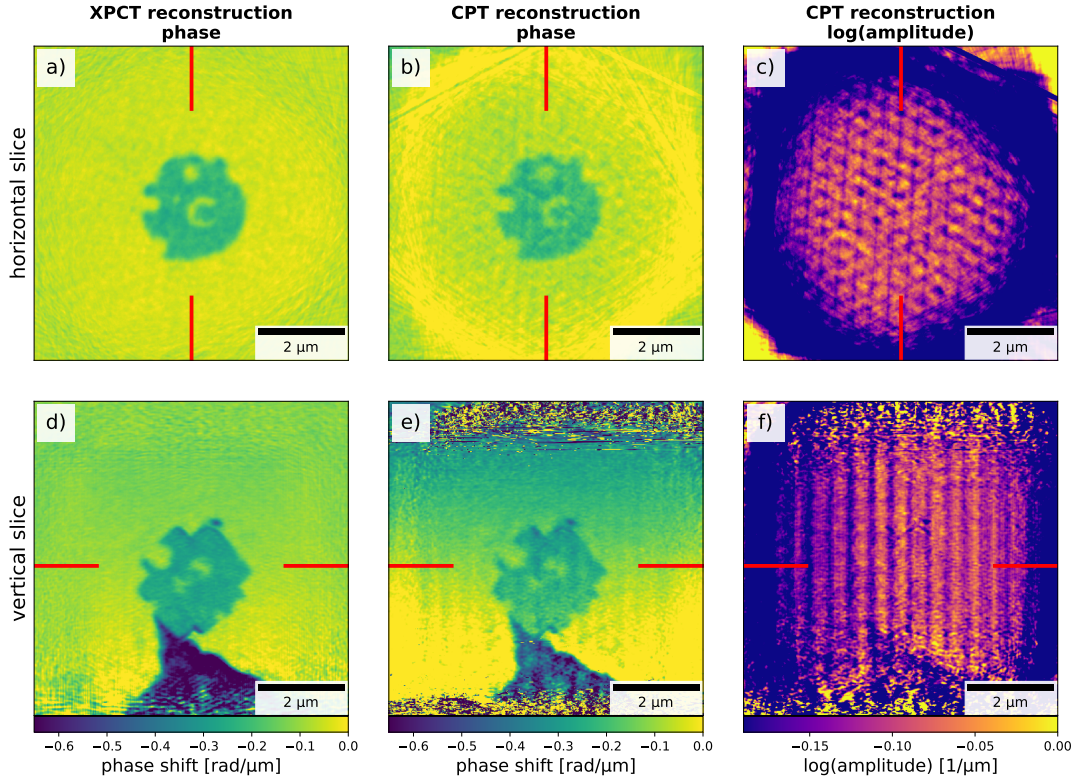 XPCT reconstruction
phase
CPT reconstruction
phase
CPT reconstruction
log(amplitude)
horizontal slice
a)
2 μm
b)
2 μm
c)
2 μm
vertical slice
d)
2 μm
e)
2 μm
f)
2 μm
−0.6 −0.5 −0.4 −0.3 −0.2 −0.1 0.0
phase shift [rad/μm]
−0.6 −0.5 −0.4 −0.3 −0.2 −0.1 0.0
phase shift [rad/μm]
−0.15 −0.10 −0.05 0.00
log(amplitude) [1/μm]